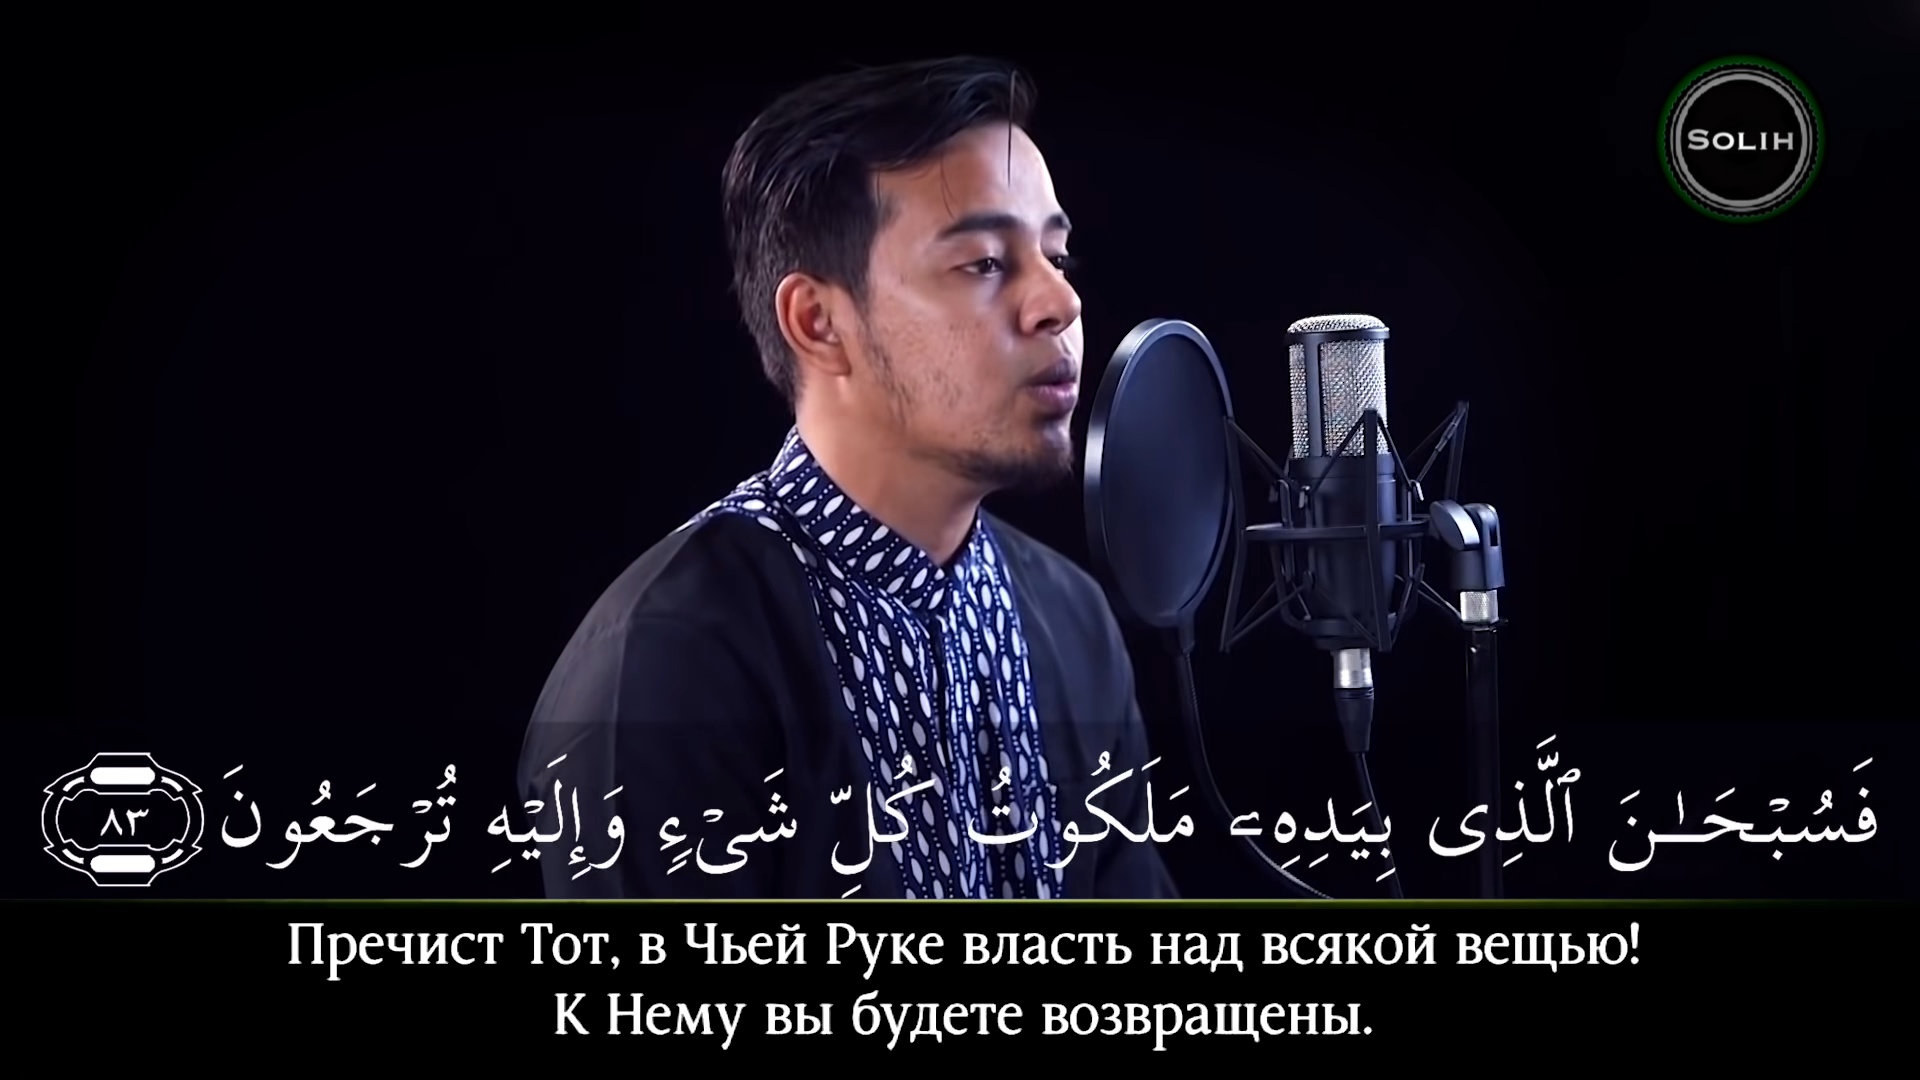 SOLIH
فَسُبْحَـٰنَ ٱلَّذِى بِيَدِهِۦ مَلَكُوتُ كُلِّ شَىْءٍ وَإِلَيْهِ تُرْجَعُونَ ٨٣
Пречист Тот, в Чьей Руке власть над всякой вещью!
К Нему вы будете возвращены.